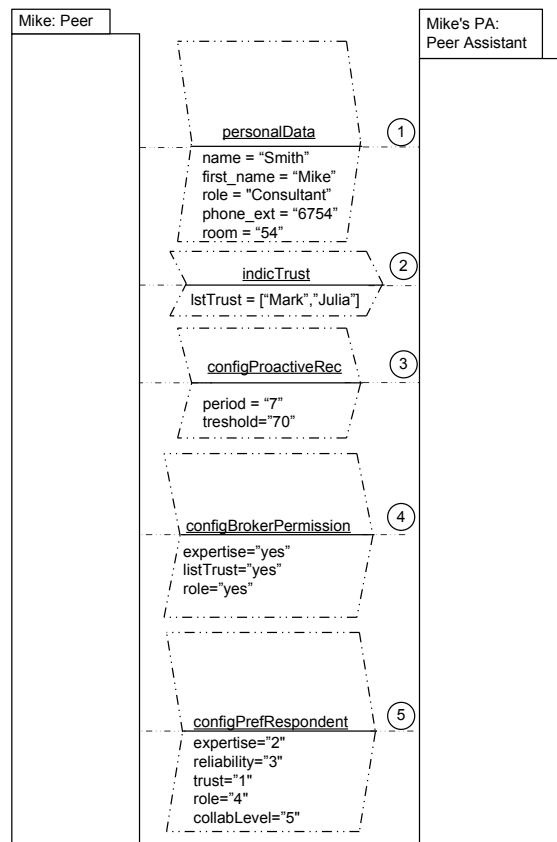 Mike: Peer
Mike's PA:
Peer Assistant
personalData
1
name = “Smith”
first_name = “Mike”
role = "Consultant”
phone_ext = “6754”
room = “54”
indicTrust
2
lstTrust = [“Mark”,”Julia”]
configProactiveRec
3
period = “7”
treshold=”70”
configBrokerPermission
4
expertise=”yes”
listTrust=”yes”
role=”yes”
configPrefRespondent
5
expertise=”2"
reliability=”3"
trust=”1"
role=”4"
collabLevel=”5"